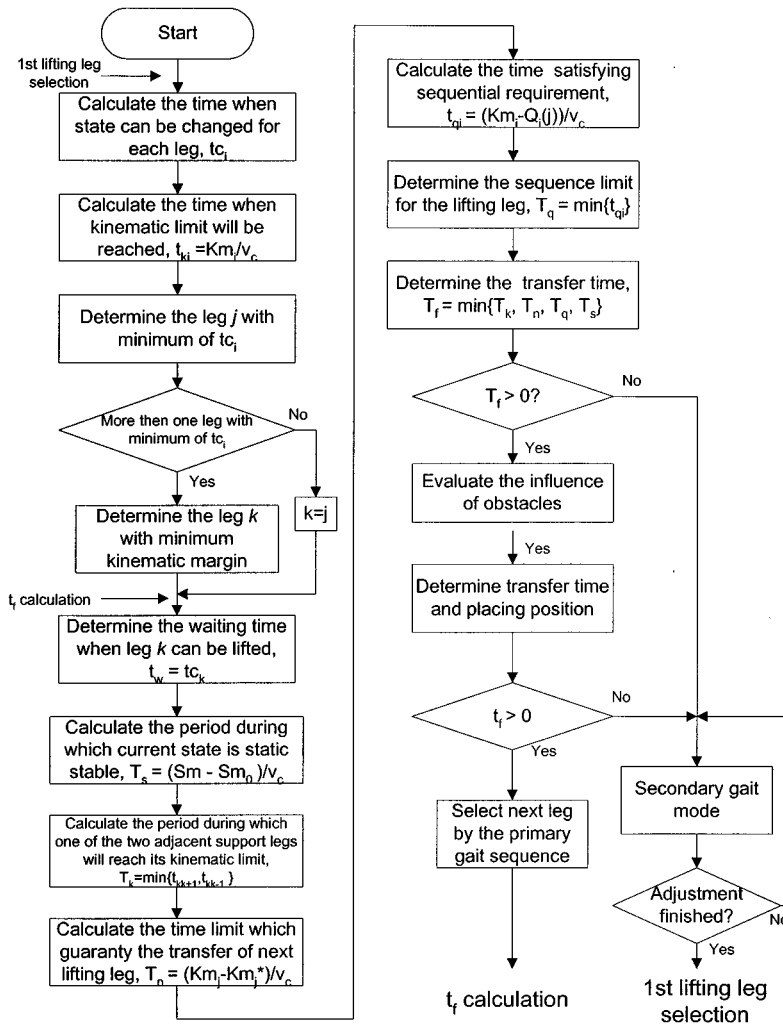 Start
1st lifting leg
selection
Calculate the time when
state can be changed for
each leg, tc_i
Calculate the time when
kinematic limit will be
reached, t_ki =Km_i/v_c
Determine the leg j with
minimum of tc_i
More then one leg with
minimum of tc_i
No
Yes
k=j
Determine the leg k
with minimum
kinematic margin
t_f calculation
Determine the waiting time
when leg k can be lifted,
t_w = tc_k
Calculate the period during
which current state is static
stable, T_s = (Sm - Sm_0 )/v_c
Calculate the period during which
one of the two adjacent support legs
will reach its kinematic limit,
T_k=min{t_kk+1,t_kk-1 }
Calculate the time limit which
guaranty the transfer of next
lifting leg, T_n = (Km_j-Km_j*)/v_c
Calculate the time satisfying
sequential requirement,
t_qi = (Km_i-Q_i(j))/v_c
Determine the sequence limit
for the lifting leg, T_q = min{t_qi}
Determine the transfer time,
T_f = min{T_k, T_n, T_q, T_s}
T_f > 0?
No
Yes
Evaluate the influence
of obstacles
Yes
Determine transfer time
and placing position
t_f > 0
No
Yes
Select next leg
by the primary
gait sequence
t_f calculation
Secondary gait
mode
Adjustment
finished?
No
Yes
1st lifting leg
selection